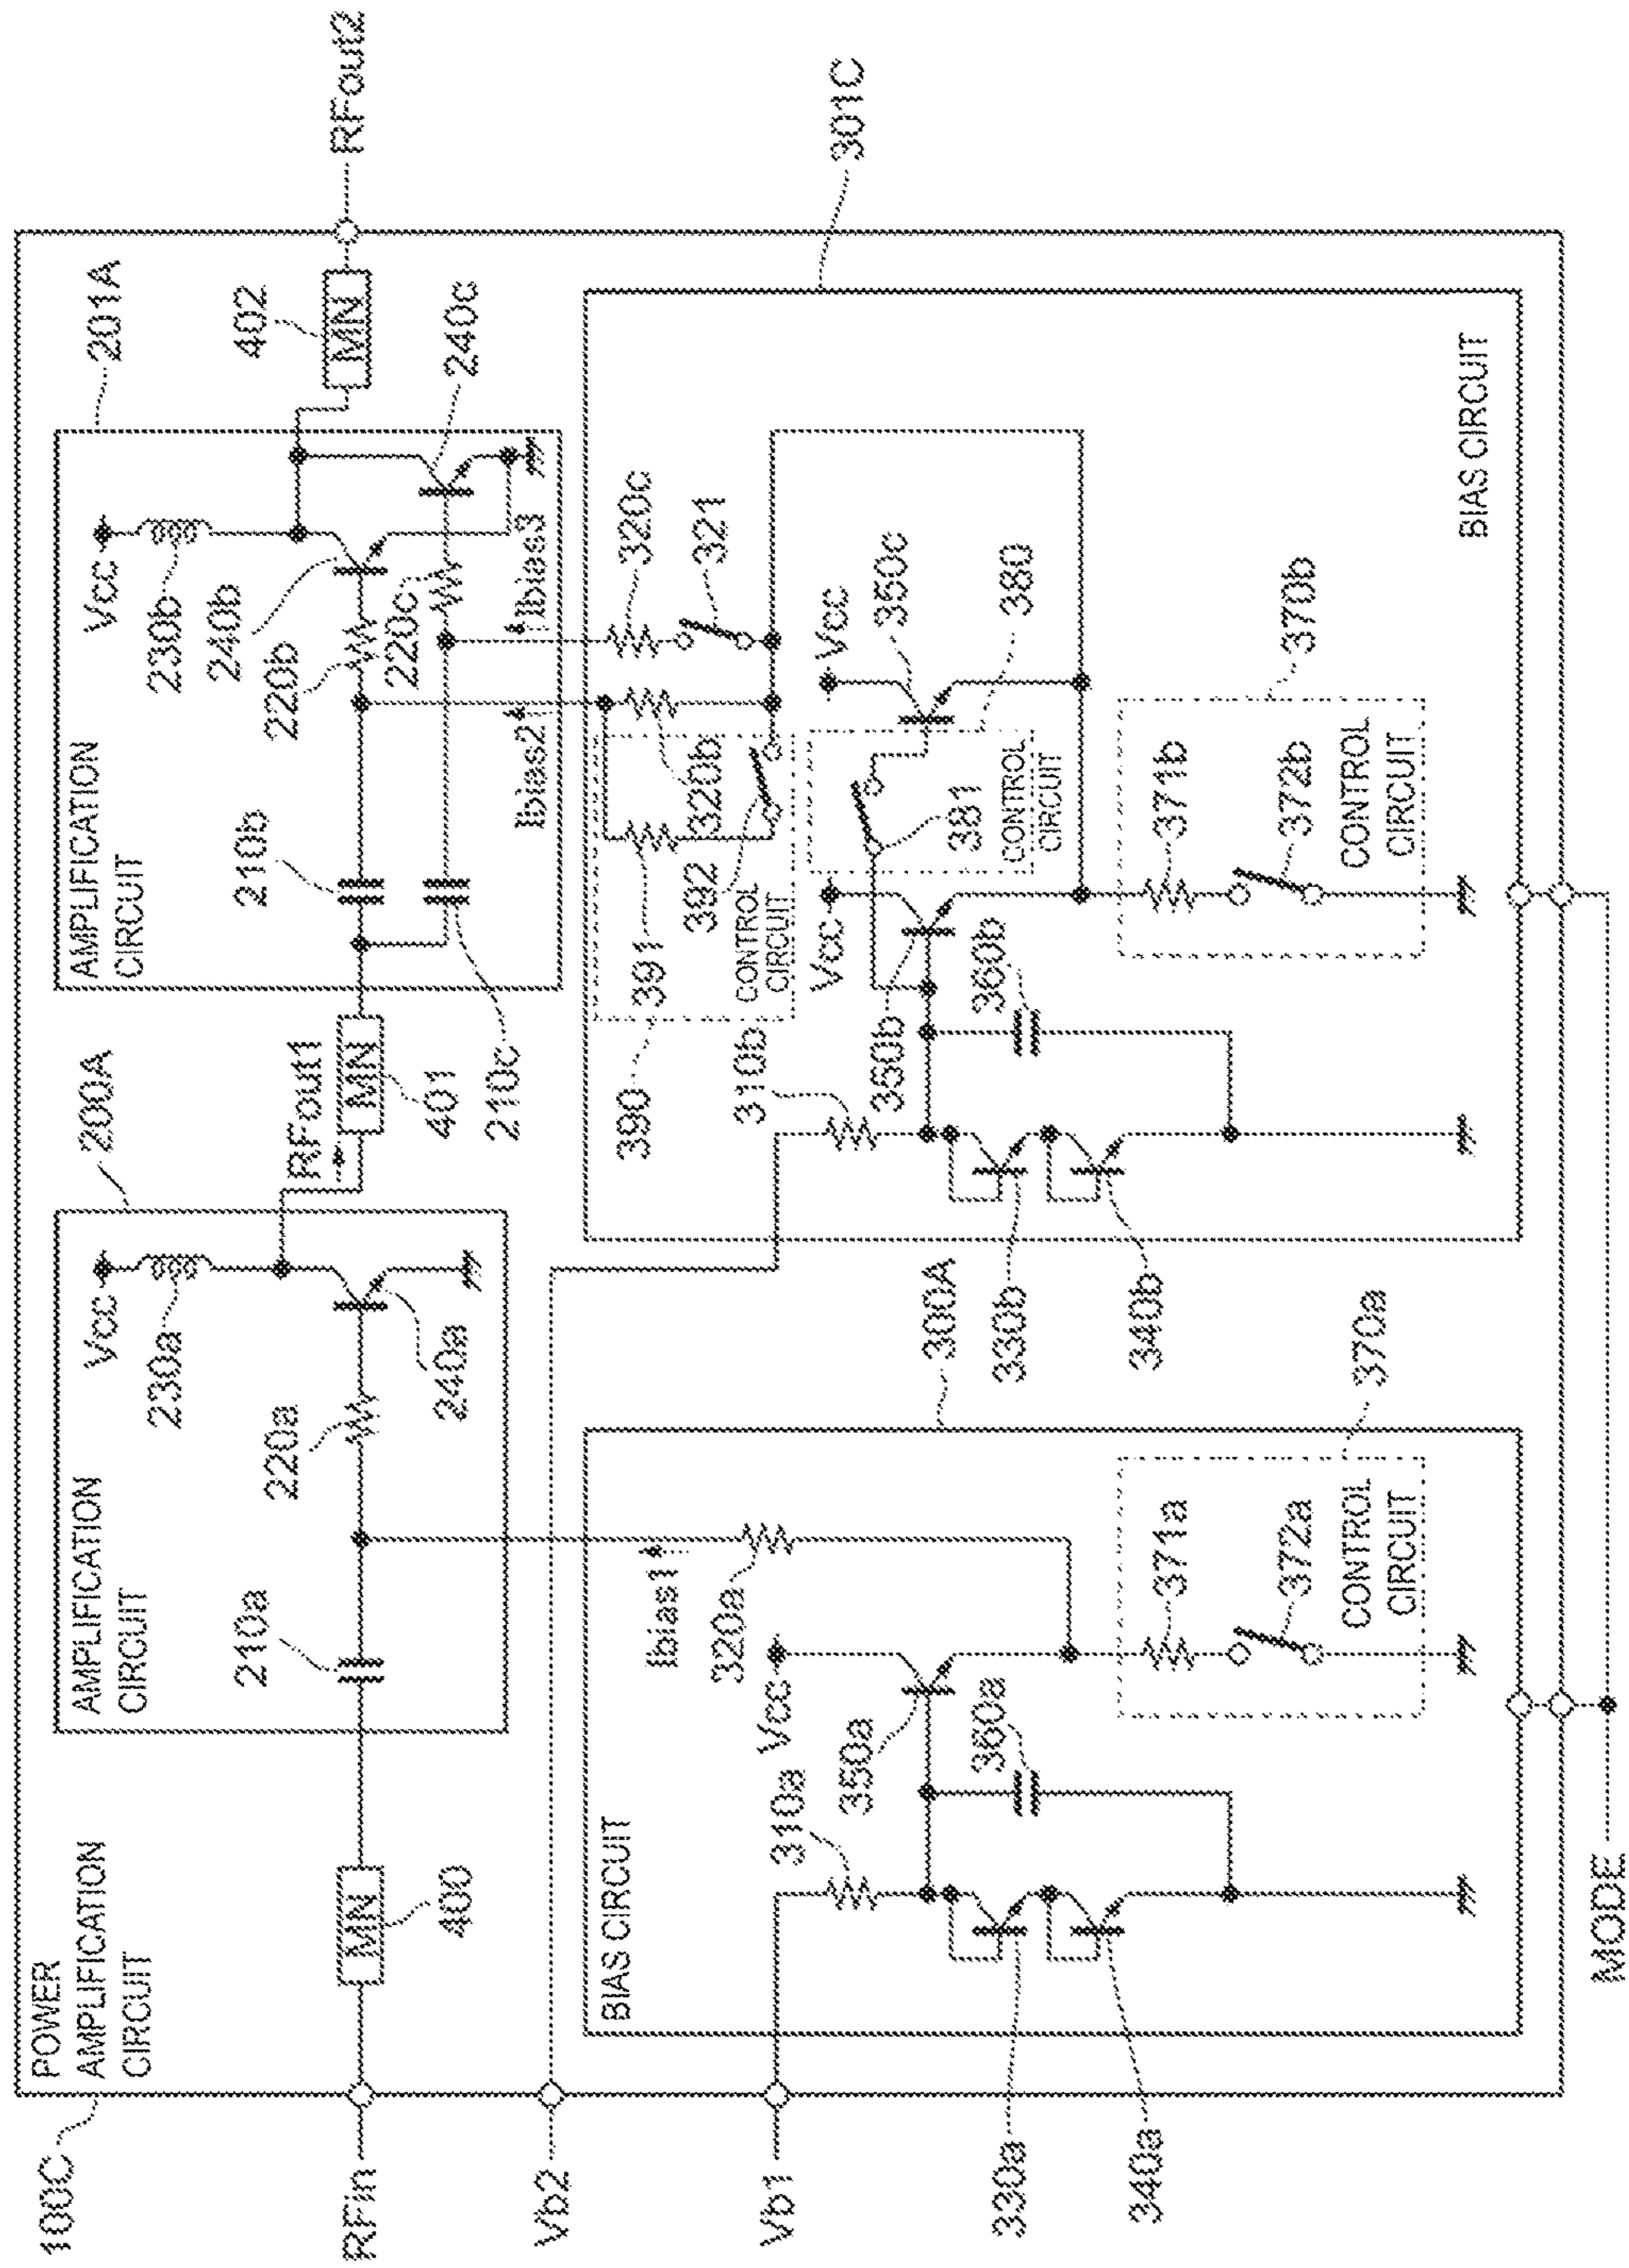 100C
POWER
AMPLIFICATION
CIRCUIT
RFin
MN
400
AMPLIFICATION
CIRCUIT
200A
210a
220a
Vcc
230a
240a
RFout1
MN
401
210c
AMPLIFICATION
CIRCUIT
201A
210b
220b
220c
Vcc
230b
240b
240c
MN
402
RFout2
Ibias2
Ibias3
Vb2
Vb1
BIAS CIRCUIT
300A
Ibias1
320a
310a
Vcc
350a
360a
330a
340a
370a
371a
372a
CONTROL
CIRCUIT
301C
BIAS CIRCUIT
390
391
392
CONTROL
CIRCUIT
320b
320c
321
310b
Vcc
350b
360b
330b
340b
Vcc
350c
380
381
CONTROL
CIRCUIT
370b
371b
372b
CONTROL
CIRCUIT
MODE